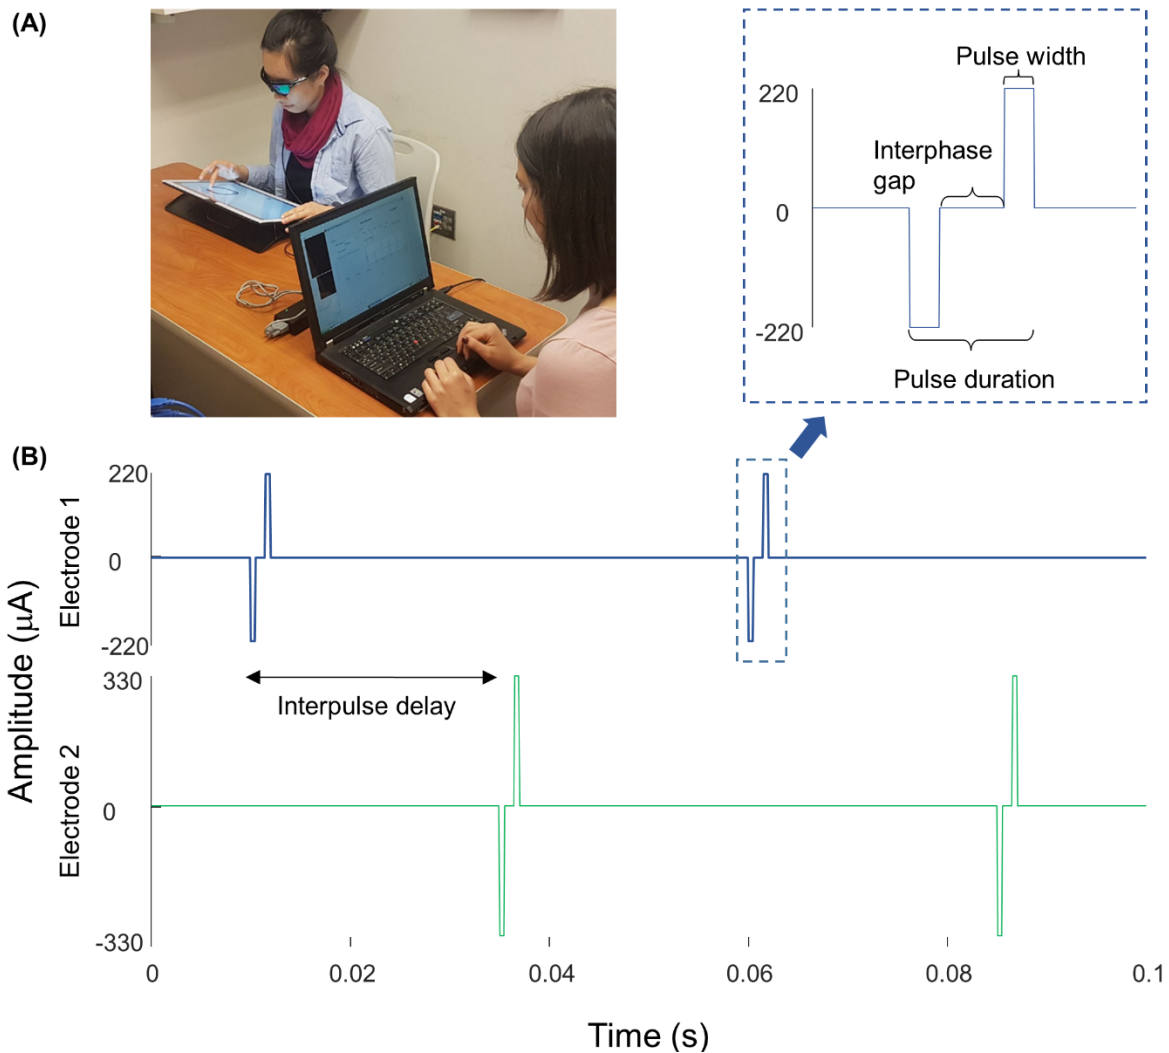 (A)
Pulse width
220
Interphase
gap
0
-220
Pulse duration
(B)
220
0
-220
Electrode 1
Amplitude (μA)
330
Interpulse delay
0
-330
Electrode 2
0
0.02
0.04
0.06
0.08
0.1
Time (s)